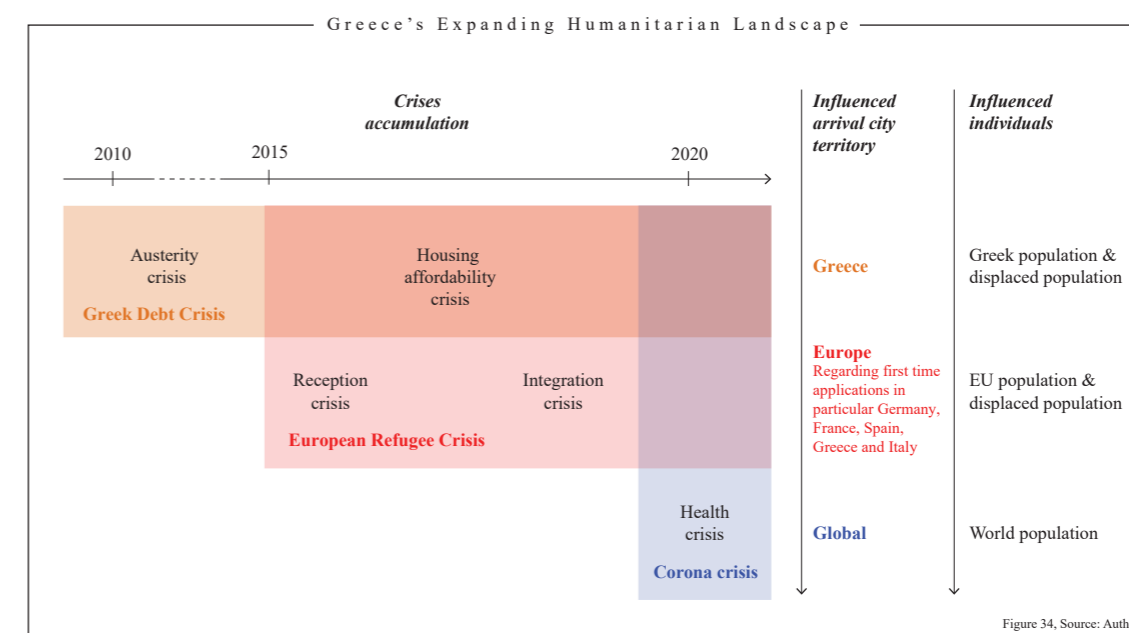 Greece's Expanding Humanitarian Landscape
Crises
accumulation
Influenced
arrival city
territory
Influenced
individuals
2010
2015
2020
Austerity
crisis
Greek Debt Crisis
Housing
affordability
crisis
Greece
Greek population &
displaced population
Reception
crisis
Integration
crisis
European Refugee Crisis
Europe
Regarding first time
applications in
particular Germany,
France, Spain,
Greece and Italy
EU population &
displaced population
Health
crisis
Corona crisis
Global
World population
Figure 34, Source: Auth